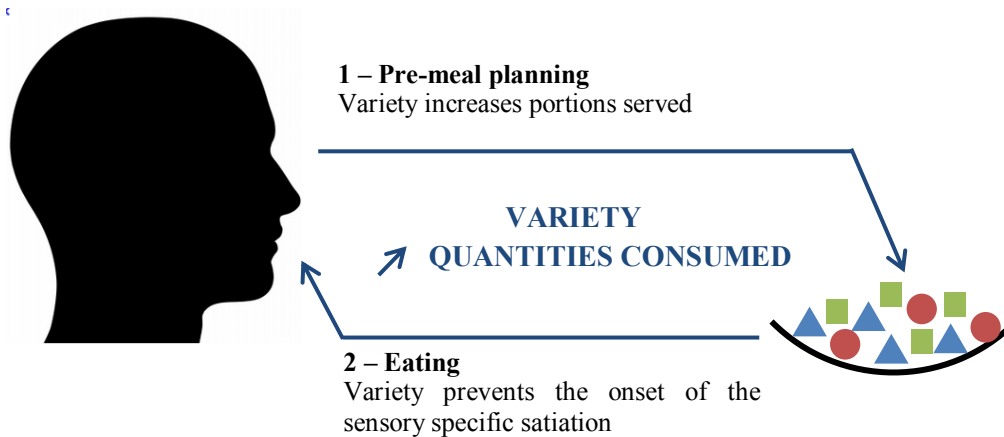 1 – Pre-meal planning
Variety increases portions served
VARIETY
QUANTITIES CONSUMED
2 – Eating
Variety prevents the onset of the
sensory specific satiation